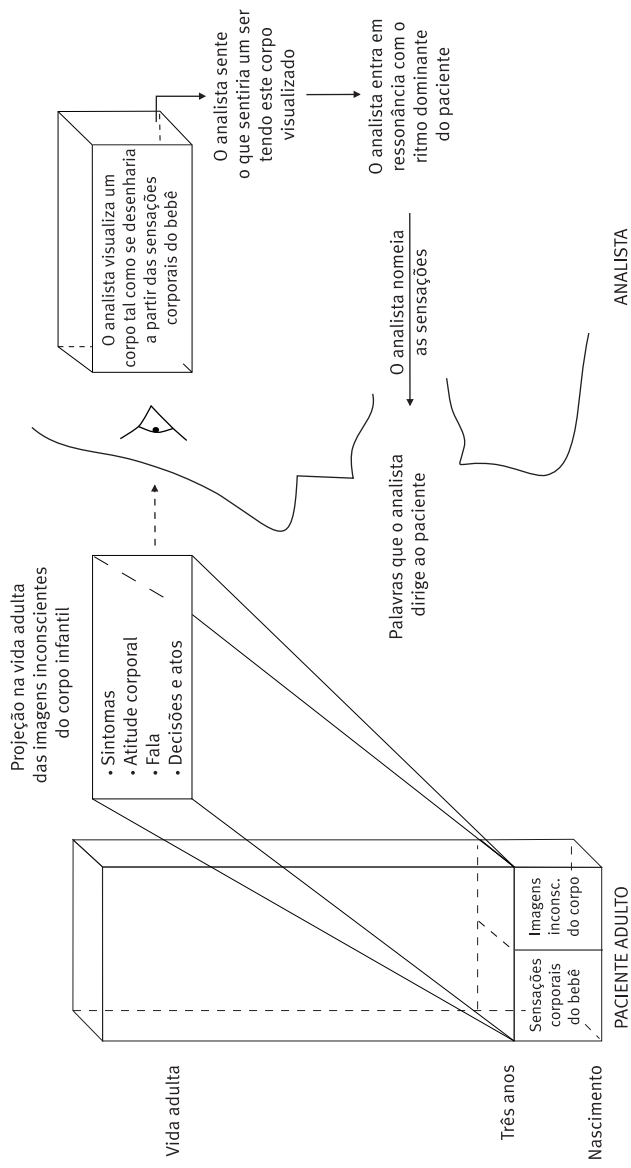 Projeção na vida adulta
das imagens inconscientes
do corpo infantil
• Sintomas
• Atitude corporal
• Fala
• Decisões e atos
O analista visualiza um
corpo tal como se desenharia
a partir das sensações
corporais do bebê
O analista sente
o que sentiria um ser
tendo este corpo
visualizado
O analista entra em
ressonância com o
ritmo dominante
do paciente
O analista nomeia
as sensações
Palavras que o analista
dirige ao paciente
Vida adulta
Três anos
Nascimento
Sensações
corporais
do bebê
Imagens
inconsc.
do corpo
PACIENTE ADULTO
ANALISTA